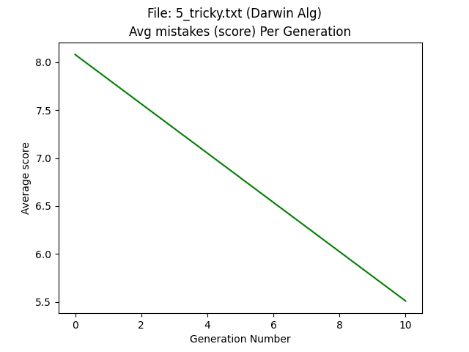 File: 5_tricky.txt (Darwin Alg)
Avg mistakes (score) Per Generation
Average score
8.0
7.5
7.0
6.5
6.0
5.5
0 2 4 6 8 10
Generation Number